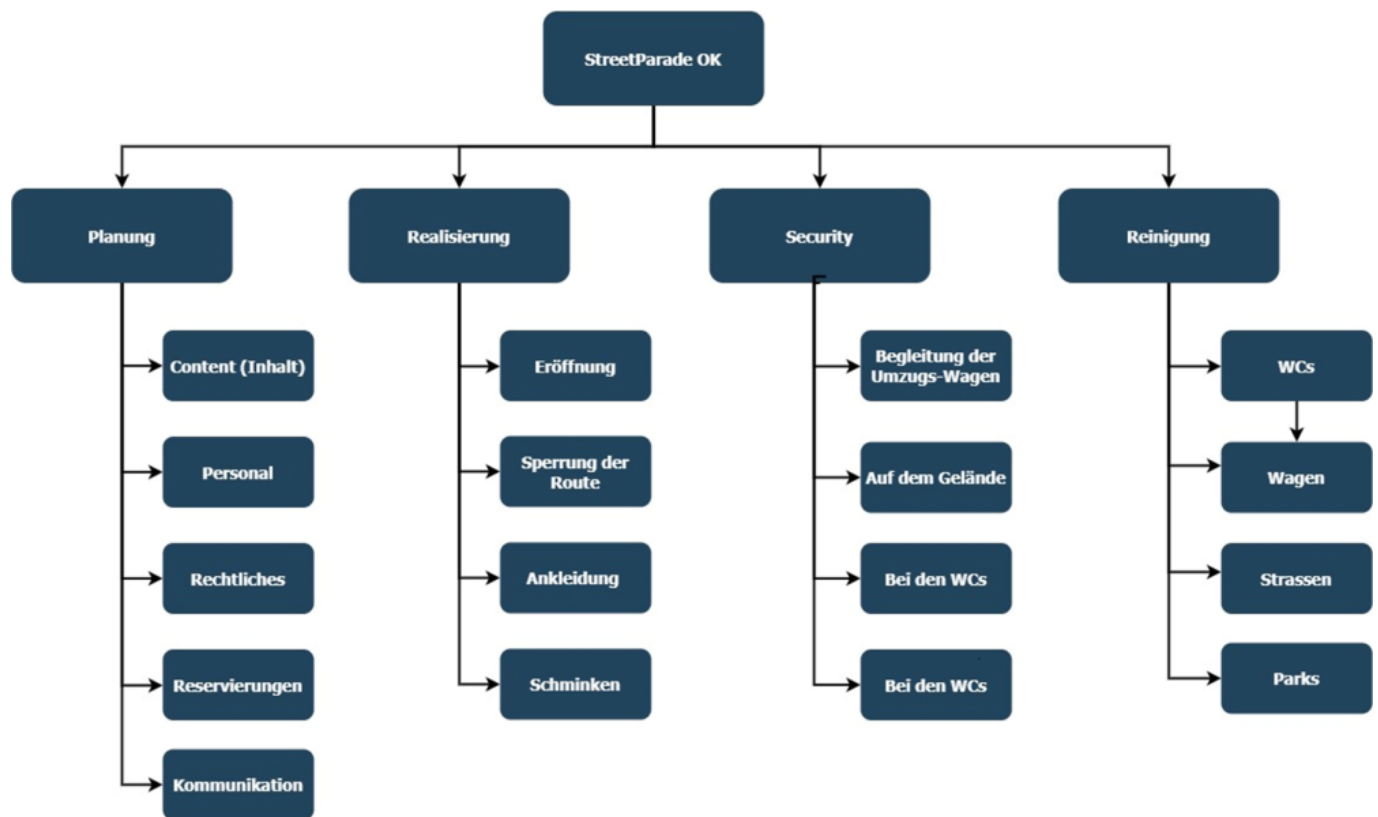 StreetParade OK
Planung
Realisierung
Security
Reinigung
Content (Inhalt)
Personal
Rechtliches
Reservierungen
Kommunikation
Eröffnung
Sperrung der
Route
Ankleidung
Schminken
Begleitung der
Umzugs-Wagen
Auf dem Gelände
Bei den WCs
Bei den WCs
WCs
Wagen
Strassen
Parks